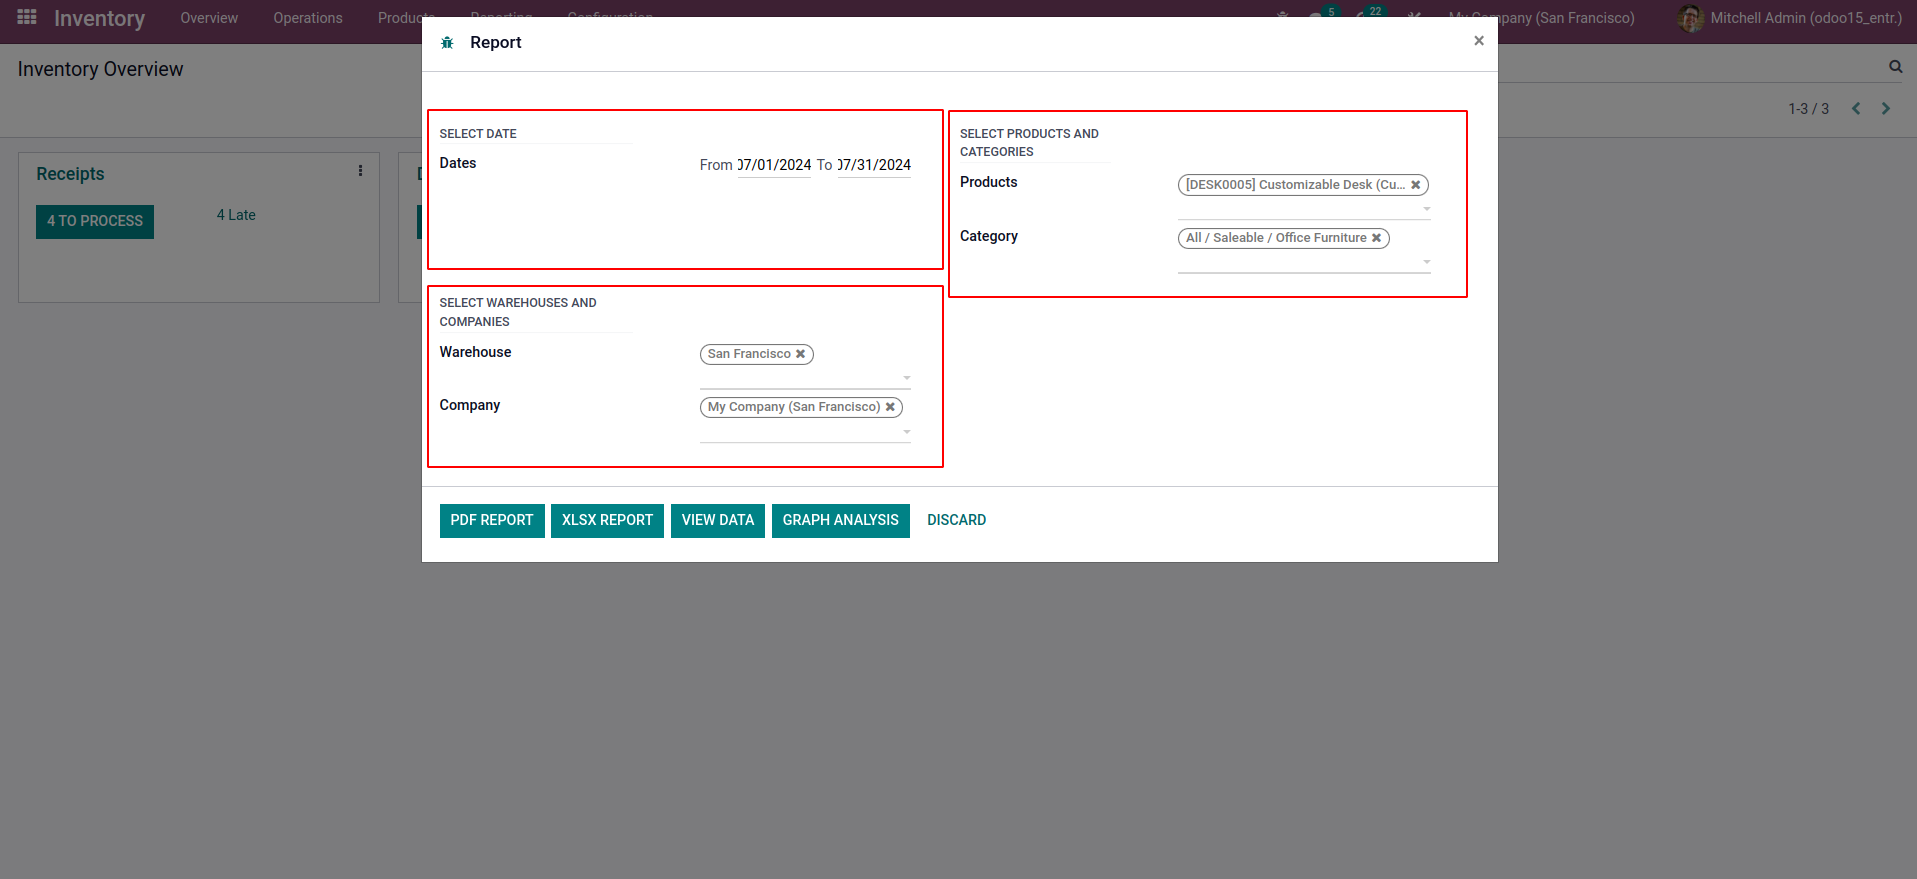 Inventory Overview Operations Products 5 22 My Company (San Francisco) Mitchell Admin (odoo15_entr.)
Report ×
Inventory Overview
1-3 / 3
Receipts
4 TO PROCESS 4 Late
SELECT DATE
Dates From 07/01/2024 To 07/31/2024
SELECT PRODUCTS AND
CATEGORIES
Products [DESK0005] Customizable Desk (Cu...
Category All / Saleable / Office Furniture
SELECT WAREHOUSES AND
COMPANIES
Warehouse San Francisco
Company My Company (San Francisco)
PDF REPORT XLSX REPORT VIEW DATA GRAPH ANALYSIS DISCARD